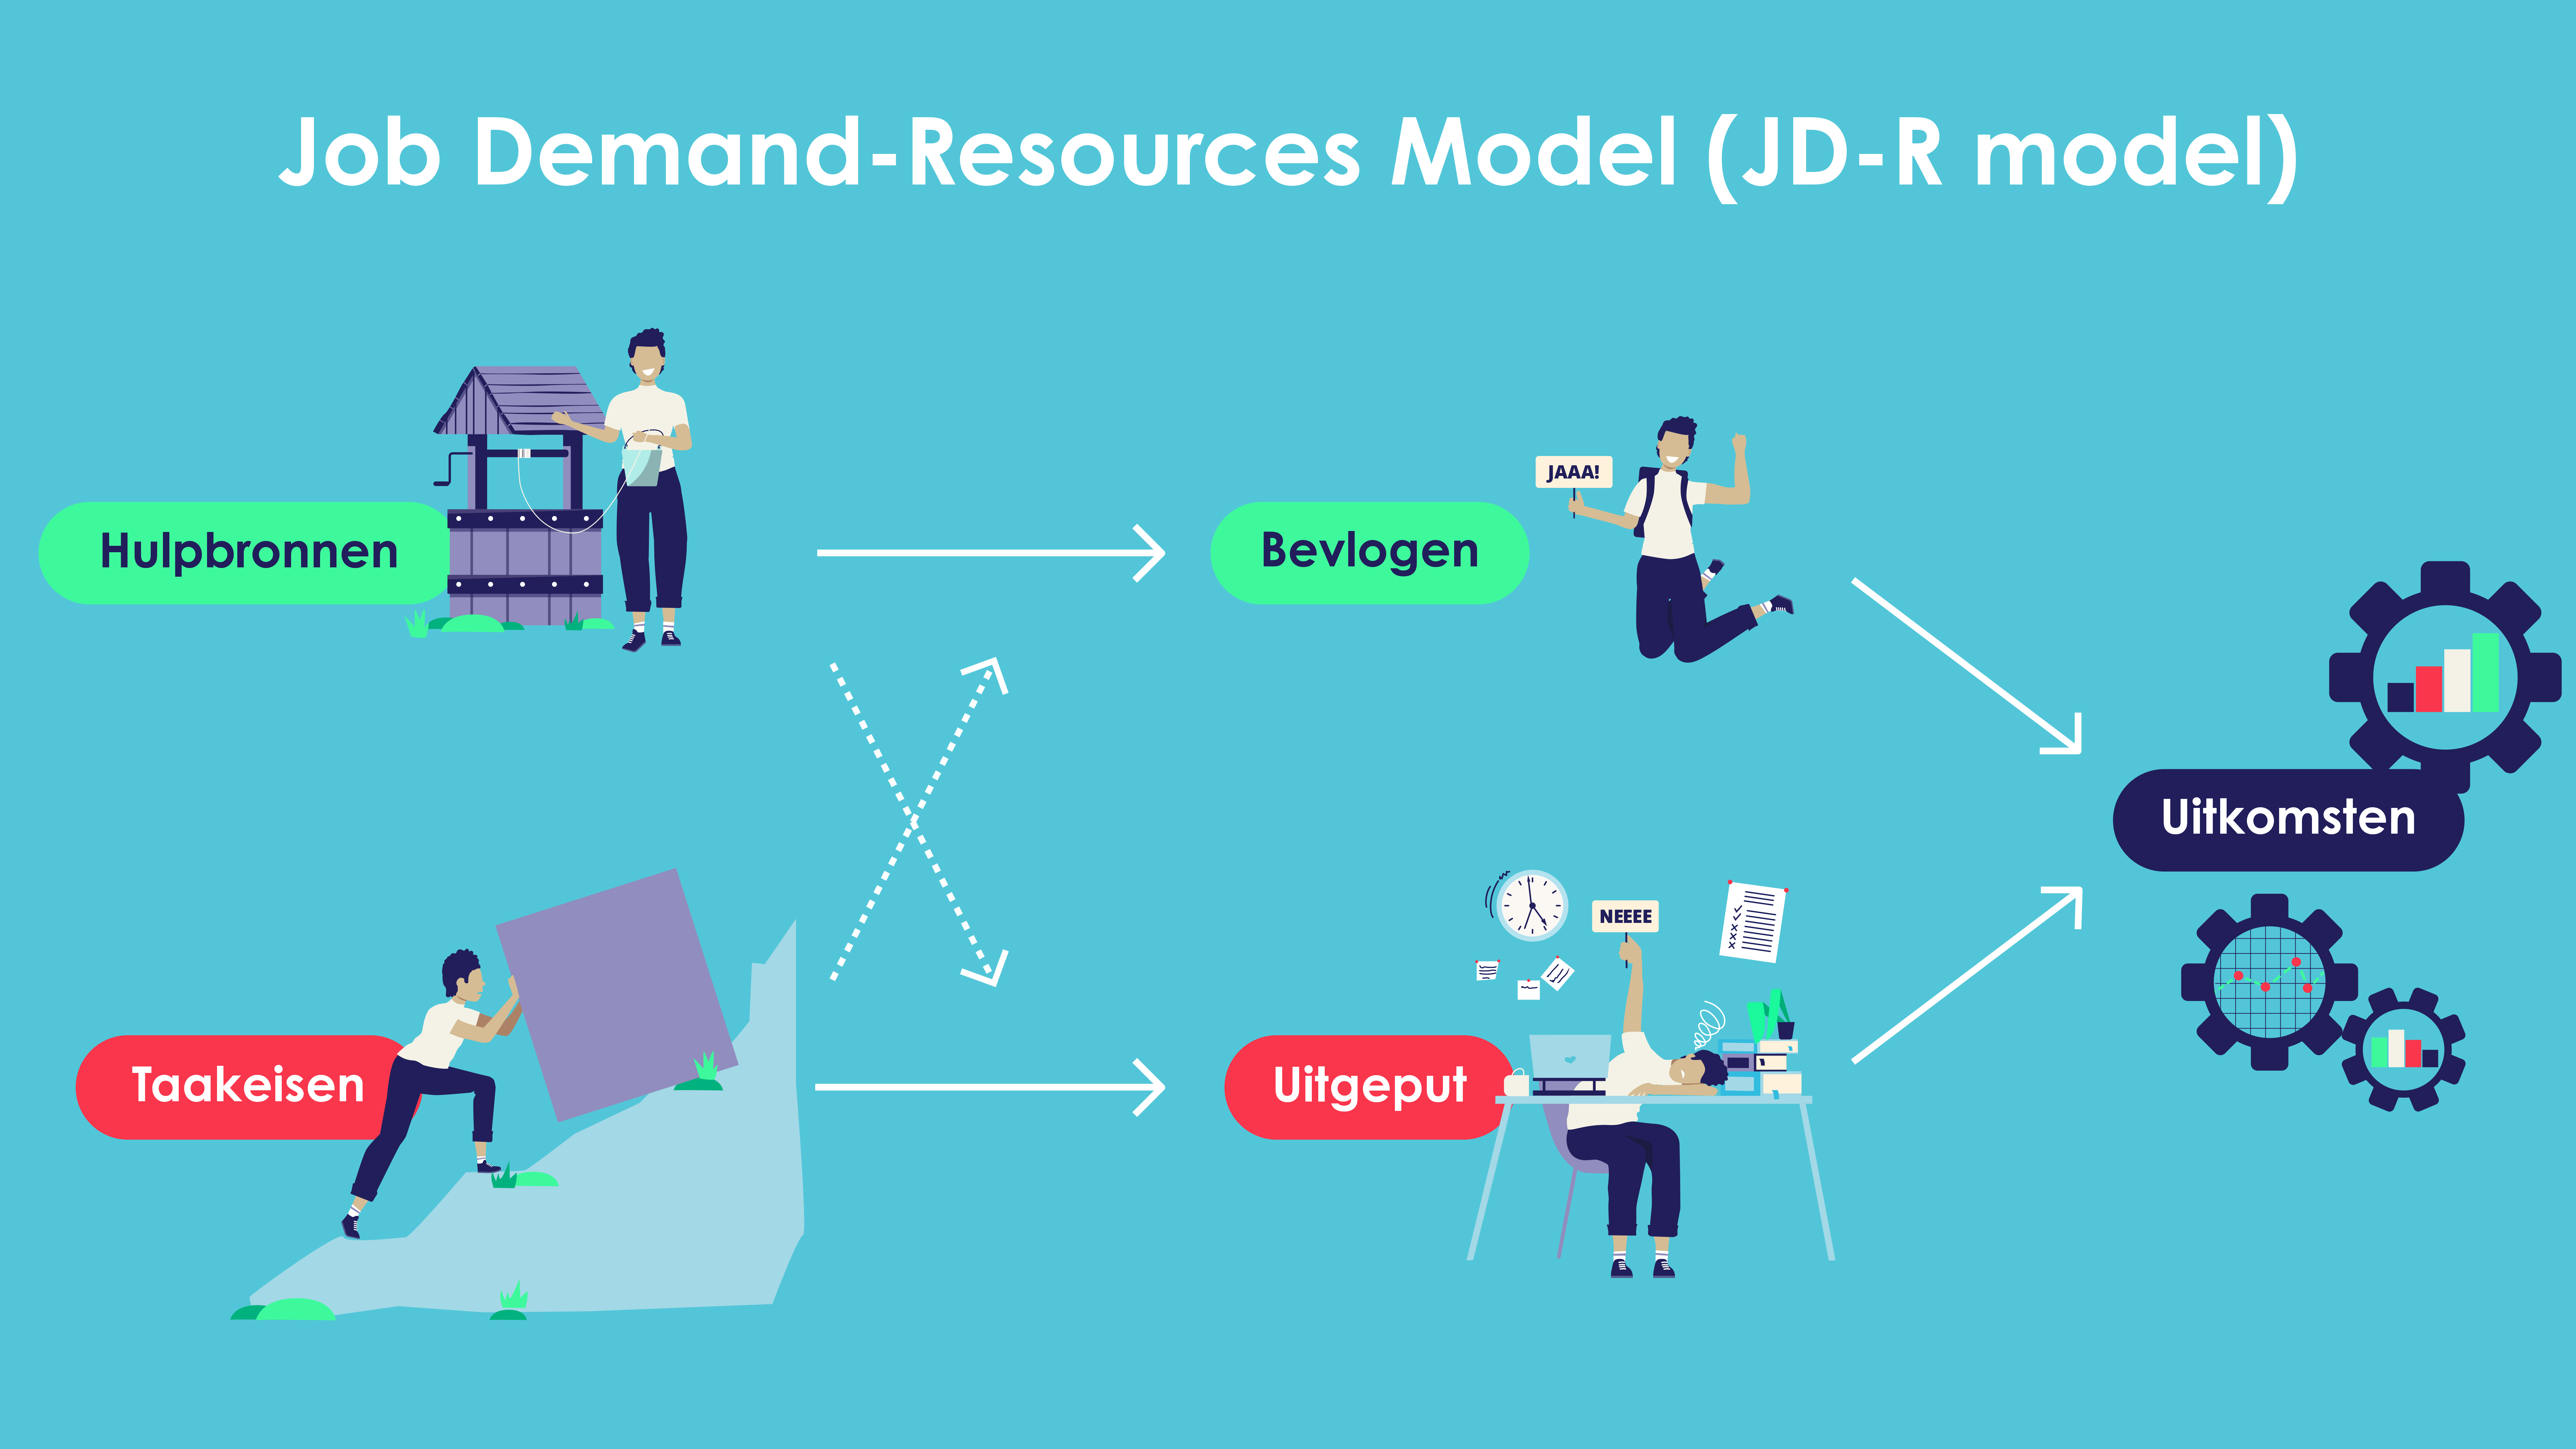 Job Demand-Resources Model (JD-R model)
Hulpbronnen
Bevlogen
JAAA!
Uitkomsten
NEEEE
Taakeisen
Uitgeput